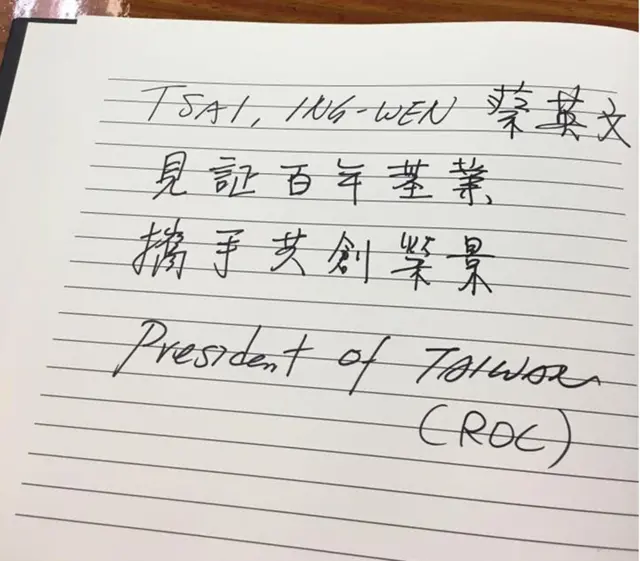 TSAI, ING-WEN 蔡英文
見証百年基業
攜手共創榮景
President of TAIWAN
(ROC)